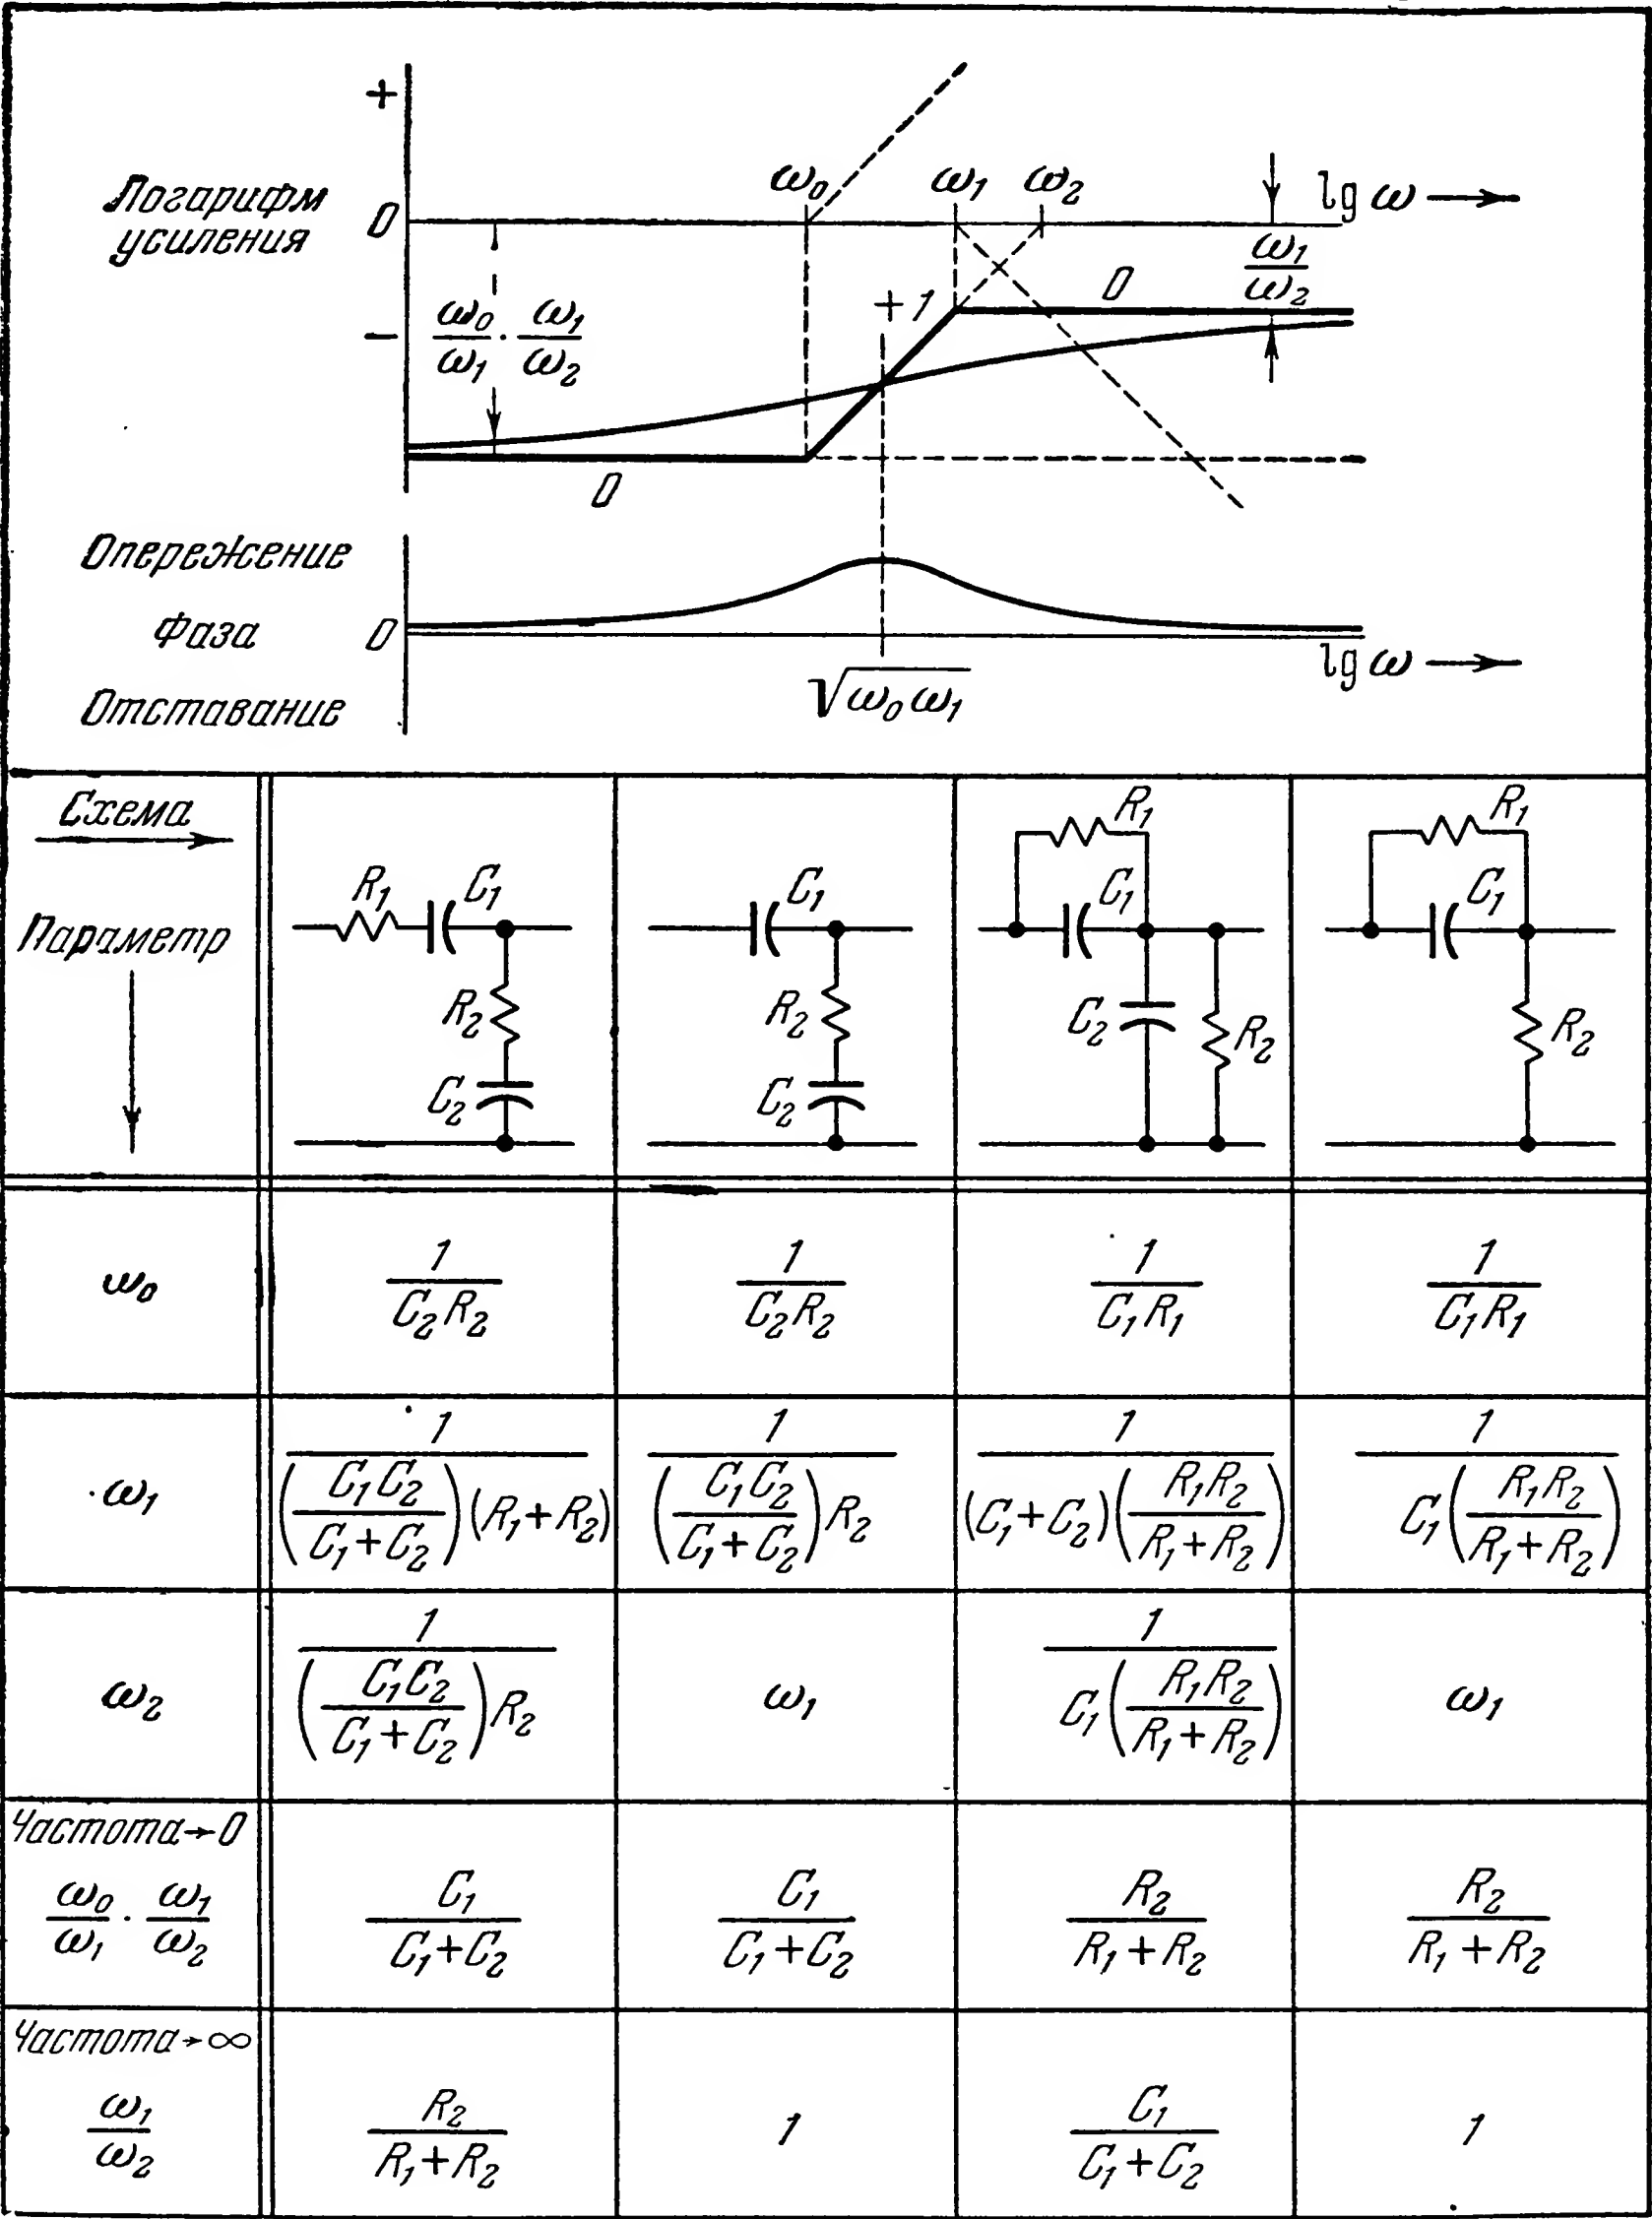 +
Логарифм
усиления
0
ω₀ ω₁ ω₂ lg ω
−
ω₀/ω₁ · ω₁/ω₂
+1
0
ω₁/ω₂
0
Опережение
Фаза
0
lg ω
Отставание
√ω₀ω₁
Схема
Параметр
R₁ C₁ R₂ C₂
C₁ R₂ C₂
R₁ C₁ C₂ R₂
R₁ C₁ R₂
ω₀
1/(C₂R₂)
1/(C₂R₂)
1/(C₁R₁)
1/(C₁R₁)
ω₁
1/((C₁C₂/(C₁+C₂))(R₁+R₂))
1/((C₁C₂/(C₁+C₂))R₂)
1/((C₁+C₂)(R₁R₂/(R₁+R₂)))
1/(C₁(R₁R₂/(R₁+R₂)))
ω₂
1/((C₁C₂/(C₁+C₂))R₂)
ω₁
1/(C₁(R₁R₂/(R₁+R₂)))
ω₁
Частота→0
ω₀/ω₁ · ω₁/ω₂
C₁/(C₁+C₂)
C₁/(C₁+C₂)
R₂/(R₁+R₂)
R₂/(R₁+R₂)
Частота→∞
ω₁/ω₂
R₂/(R₁+R₂)
1
C₁/(C₁+C₂)
1